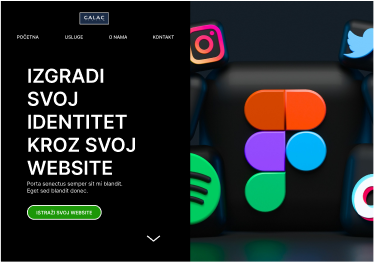 GALAC
POČETNA USLUGE O NAMA KONTAKT
IZGRADI
SVOJ
IDENTITET
KROZ SVOJ
WEBSITE
Porta senectus semper sit mi blandit.
Eget sed blandit donec.
ISTRAŽI SVOJ WEBSITE